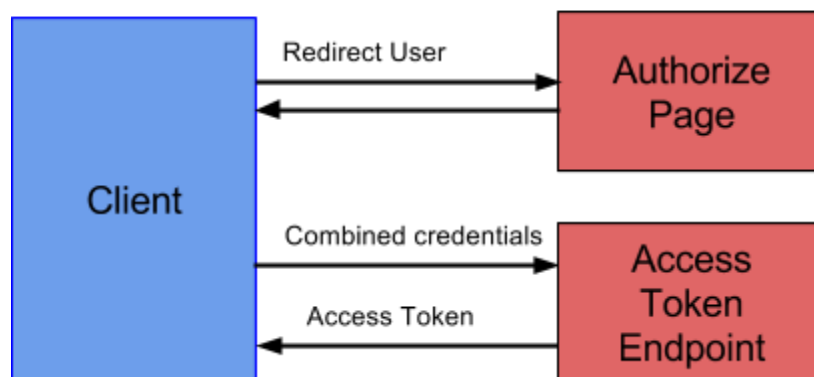 Redirect User
Authorize
Page
Client
Combined credentials
Access Token
Access
Token
Endpoint